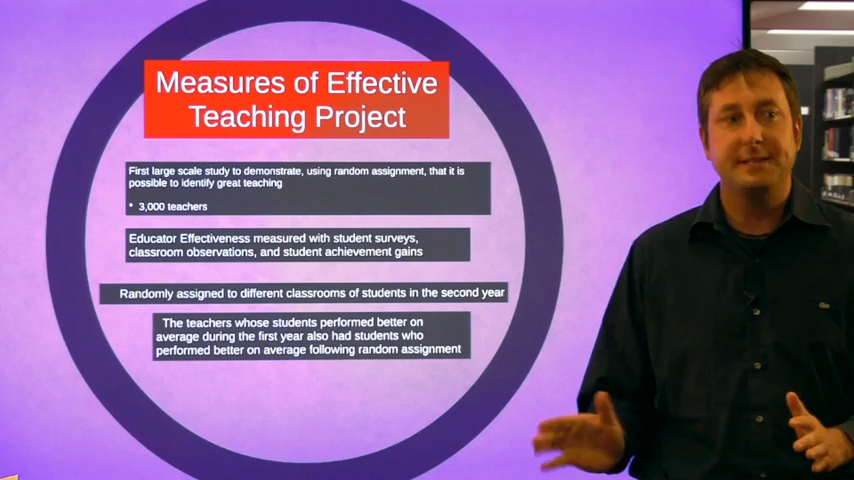 Measures of Effective
Teaching Project
First large scale study to demonstrate, using random assignment, that it is
possible to identify great teaching
* 3,000 teachers
Educator Effectiveness measured with student surveys,
classroom observations, and student achievement gains
Randomly assigned to different classrooms of students in the second year
The teachers whose students performed better on
average during the first year also had students who
performed better on average following random assignment